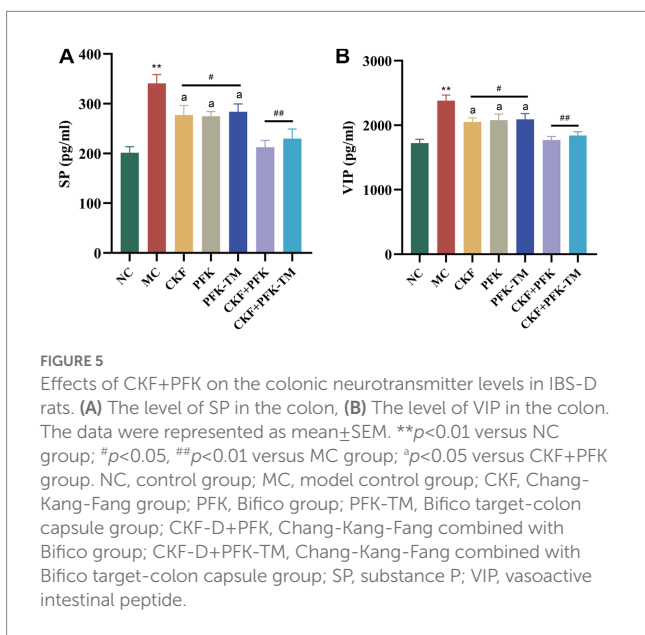 A
400
300
200
100
0
SP (pg/ml)
**
#
a
a
a
##
NC
MC
CKF
PFK
PFK-TM
CKF+PFK
CKF+PFK-TM
B
3000
2000
1000
0
VIP (pg/ml)
**
#
a
a
a
##
NC
MC
CKF
PFK
PFK-TM
CKF+PFK
CKF+PFK-TM
FIGURE 5
Effects of CKF+PFK on the colonic neurotransmitter levels in IBS-D
rats. (A) The level of SP in the colon, (B) The level of VIP in the colon.
The data were represented as mean±SEM. **p<0.01 versus NC
group; #p<0.05, ##p<0.01 versus MC group; ap<0.05 versus CKF+PFK
group. NC, control group; MC, model control group; CKF, Chang-
Kang-Fang group; PFK, Bifico group; PFK-TM, Bifico target-colon
capsule group; CKF-D+PFK, Chang-Kang-Fang combined with
Bifico group; CKF-D+PFK-TM, Chang-Kang-Fang combined with
Bifico target-colon capsule group; SP, substance P; VIP, vasoactive
intestinal peptide.